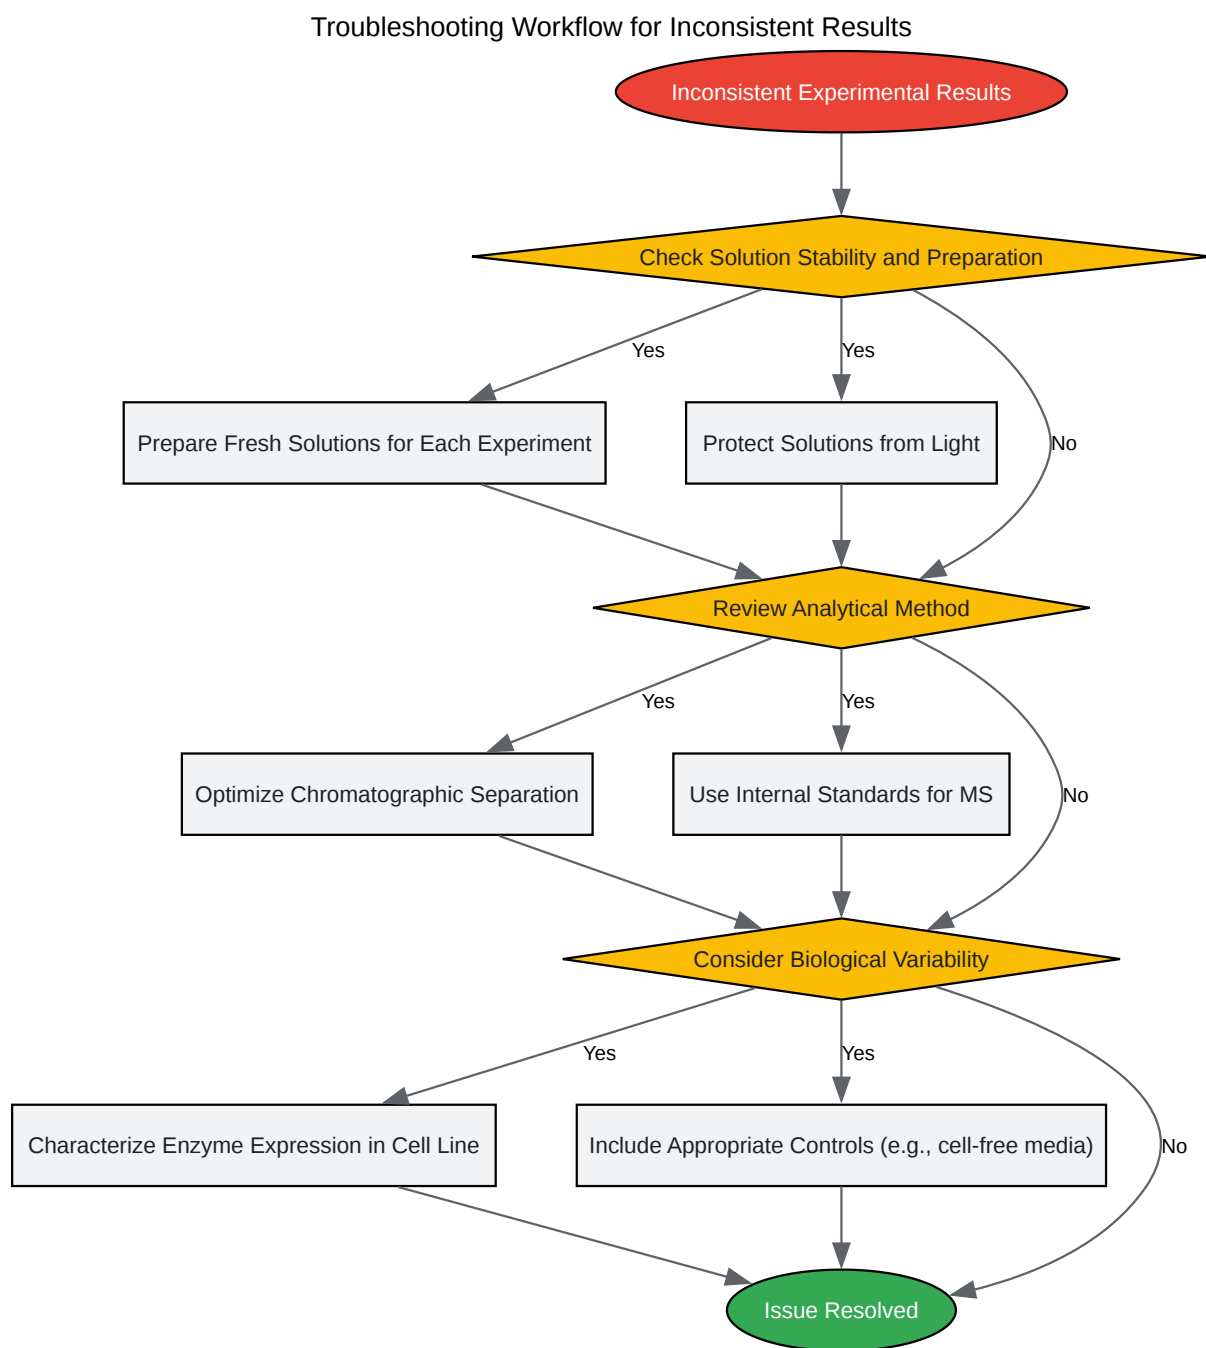 Troubleshooting Workflow for Inconsistent Results
Inconsistent Experimental Results
Check Solution Stability and Preparation
Yes
Yes
Prepare Fresh Solutions for Each Experiment
Protect Solutions from Light
No
Review Analytical Method
Yes
Yes
Optimize Chromatographic Separation
Use Internal Standards for MS
No
Consider Biological Variability
Yes
Yes
Characterize Enzyme Expression in Cell Line
Include Appropriate Controls (e.g., cell-free media)
No
Issue Resolved